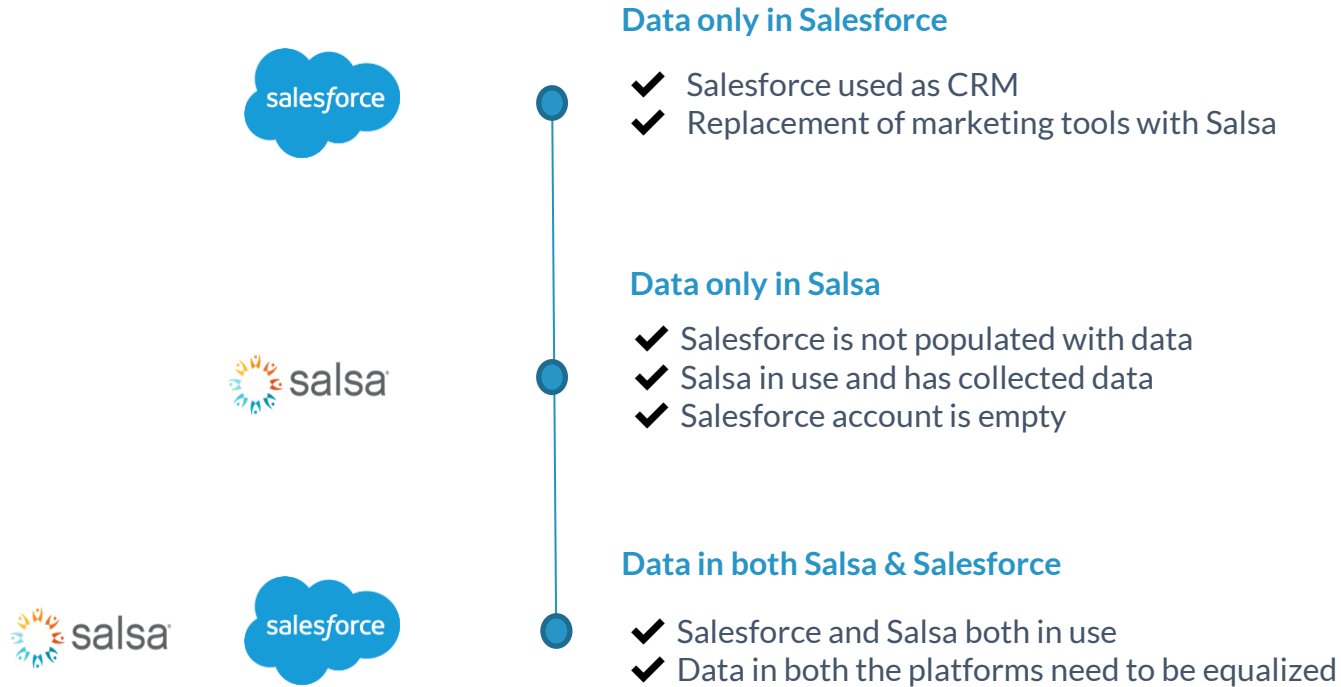 Data only in Salesforce
salesforce
Salesforce used as CRM
Replacement of marketing tools with Salsa
Data only in Salsa
salsa
Salesforce is not populated with data
Salsa in use and has collected data
Salesforce account is empty
Data in both Salsa & Salesforce
salsa
salesforce
Salesforce and Salsa both in use
Data in both the platforms need to be equalized